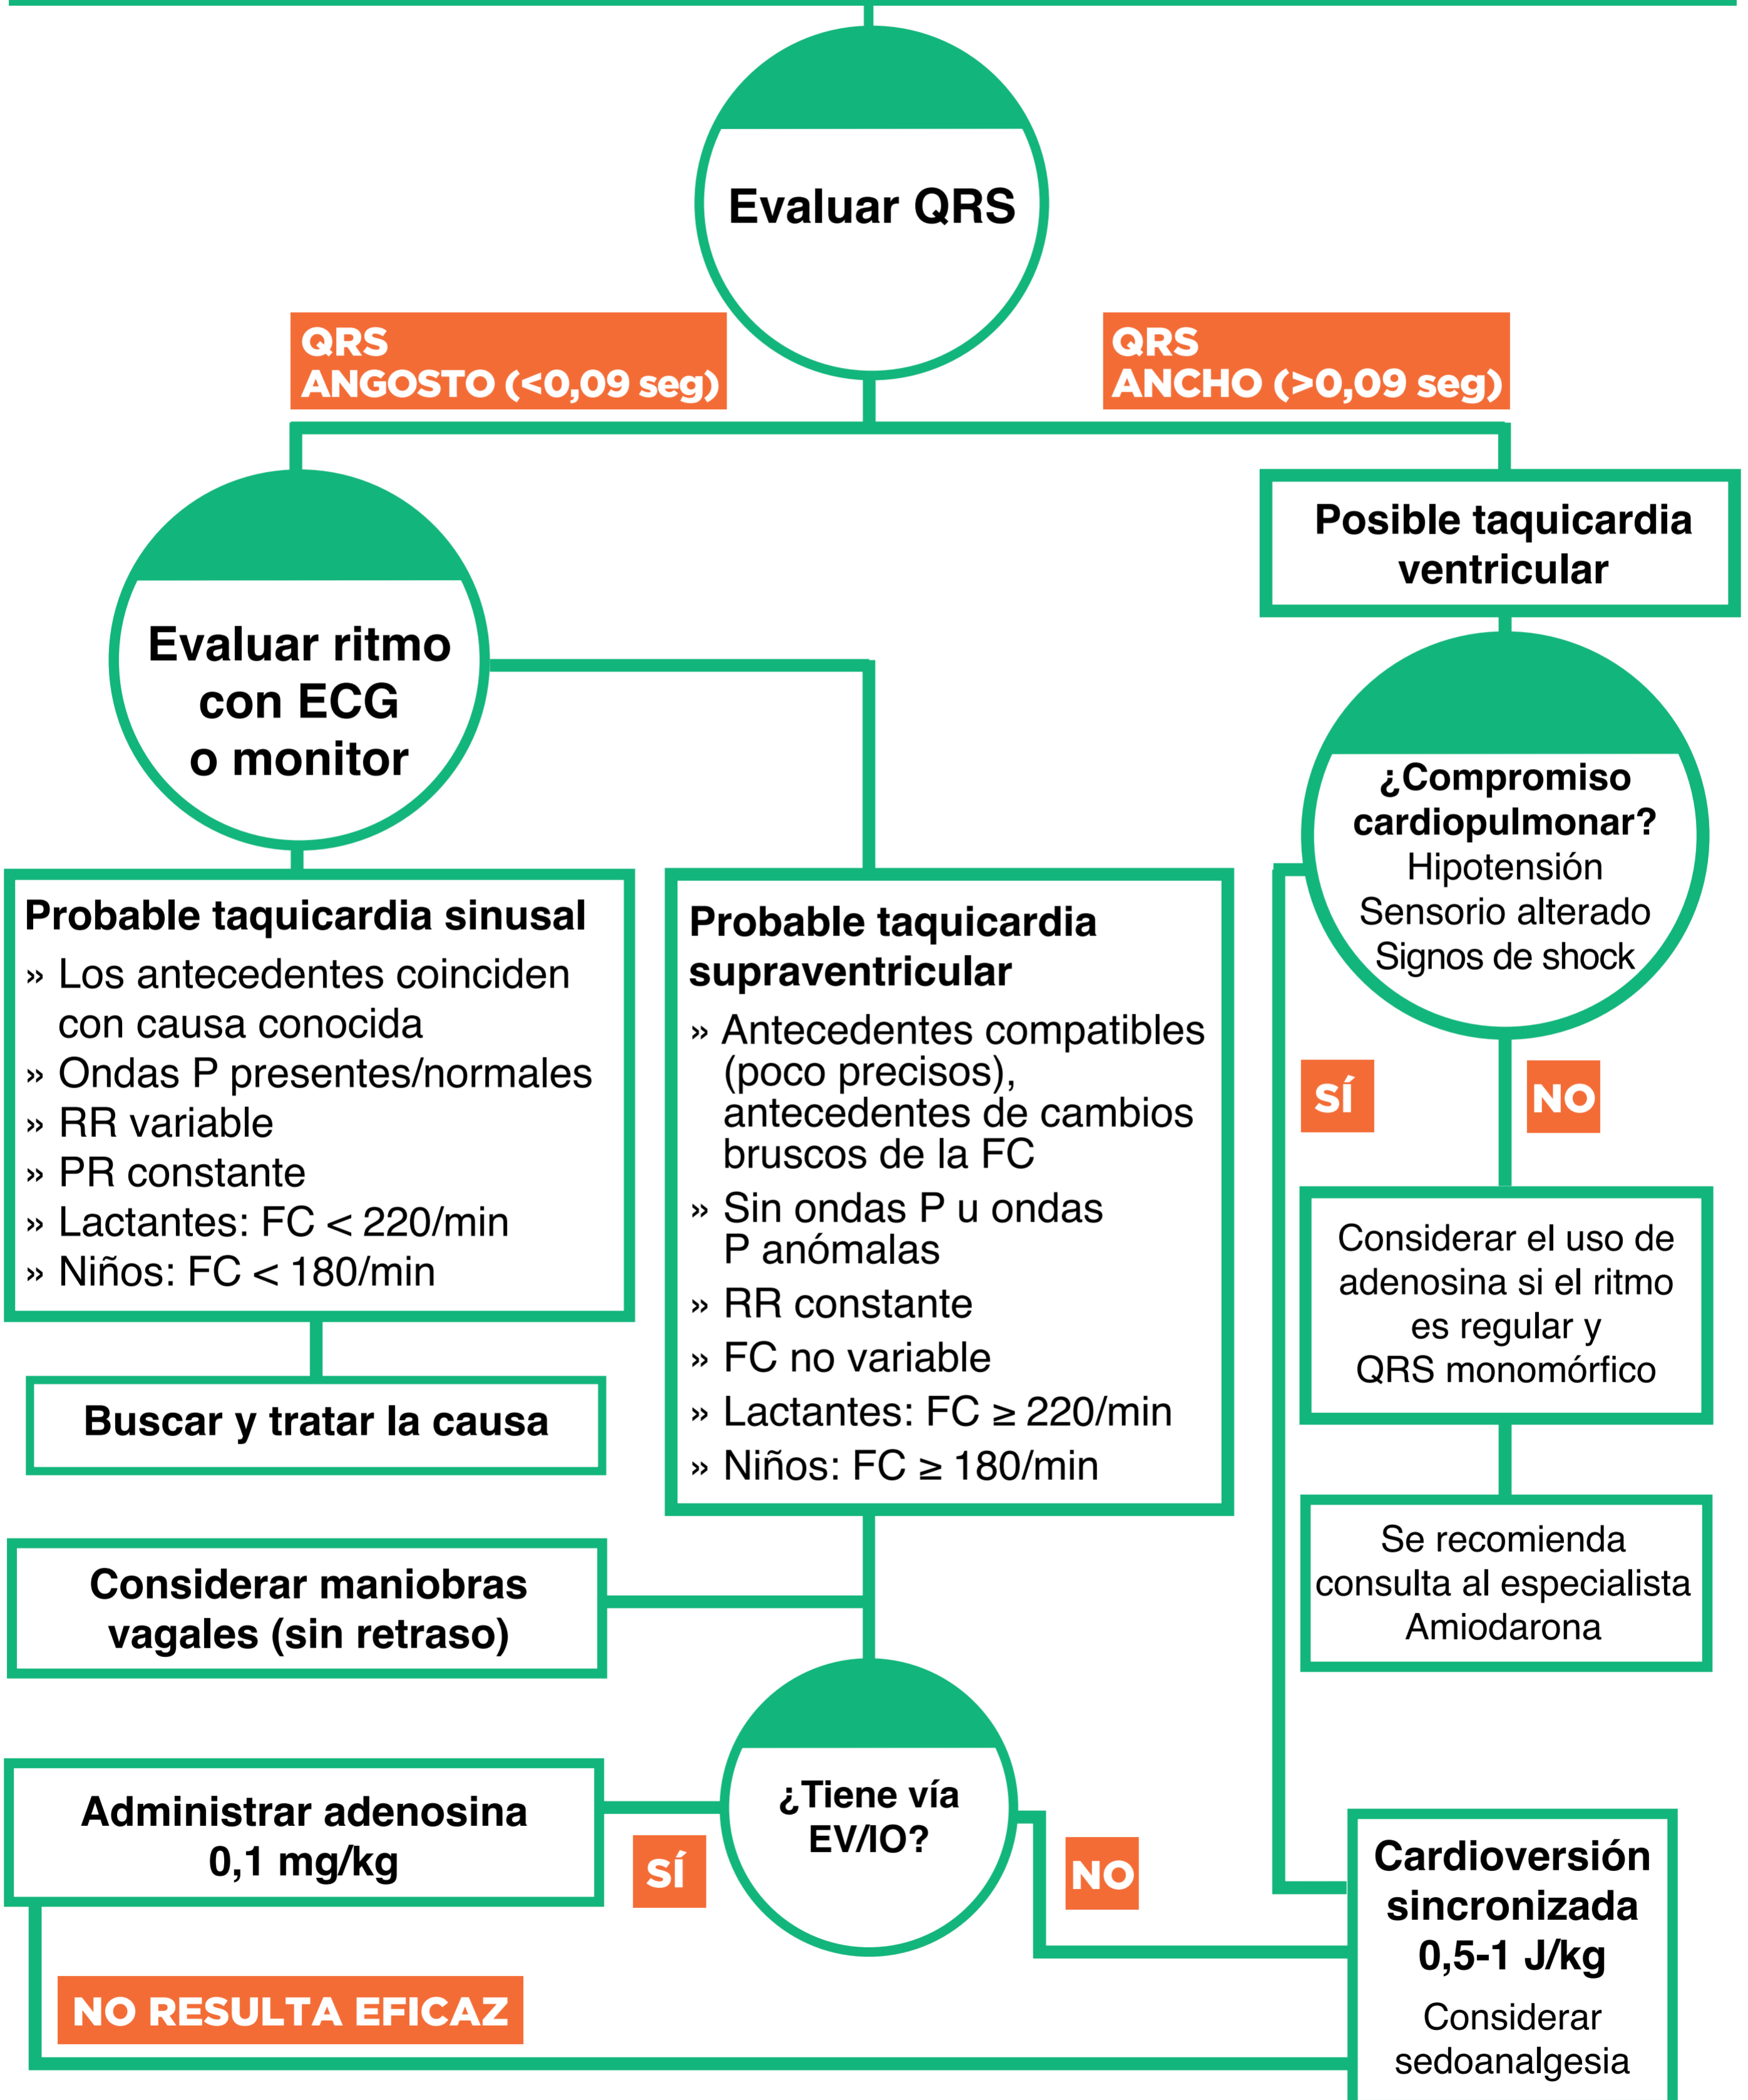 Evaluar QRS
QRS
ANGOSTO (<0,09 seg)
QRS
ANCHO (>0,09 seg)
Evaluar ritmo
con ECG
o monitor
Posible taquicardia
ventricular
¿Compromiso
cardiopulmonar?
Hipotensión
Sensorio alterado
Signos de shock
Probable taquicardia sinusal
» Los antecedentes coinciden
con causa conocida
» Ondas P presentes/normales
» RR variable
» PR constante
» Lactantes: FC < 220/min
» Niños: FC < 180/min
Buscar y tratar la causa
Probable taquicardia
supraventricular
» Antecedentes compatibles
(poco precisos),
antecedentes de cambios
bruscos de la FC
» Sin ondas P u ondas
P anómalas
» RR constante
» FC no variable
» Lactantes: FC ≥ 220/min
» Niños: FC ≥ 180/min
SÍ
NO
Considerar el uso de
adenosina si el ritmo
es regular y
QRS monomórfico
Se recomienda
consulta al especialista
Amiodarona
Considerar maniobras
vagales (sin retraso)
¿Tiene vía
EV/IO?
Administrar adenosina
0,1 mg/kg
SÍ
NO
Cardioversión
sincronizada
0,5-1 J/kg
Considerar
sedoanalgesia
NO RESULTA EFICAZ